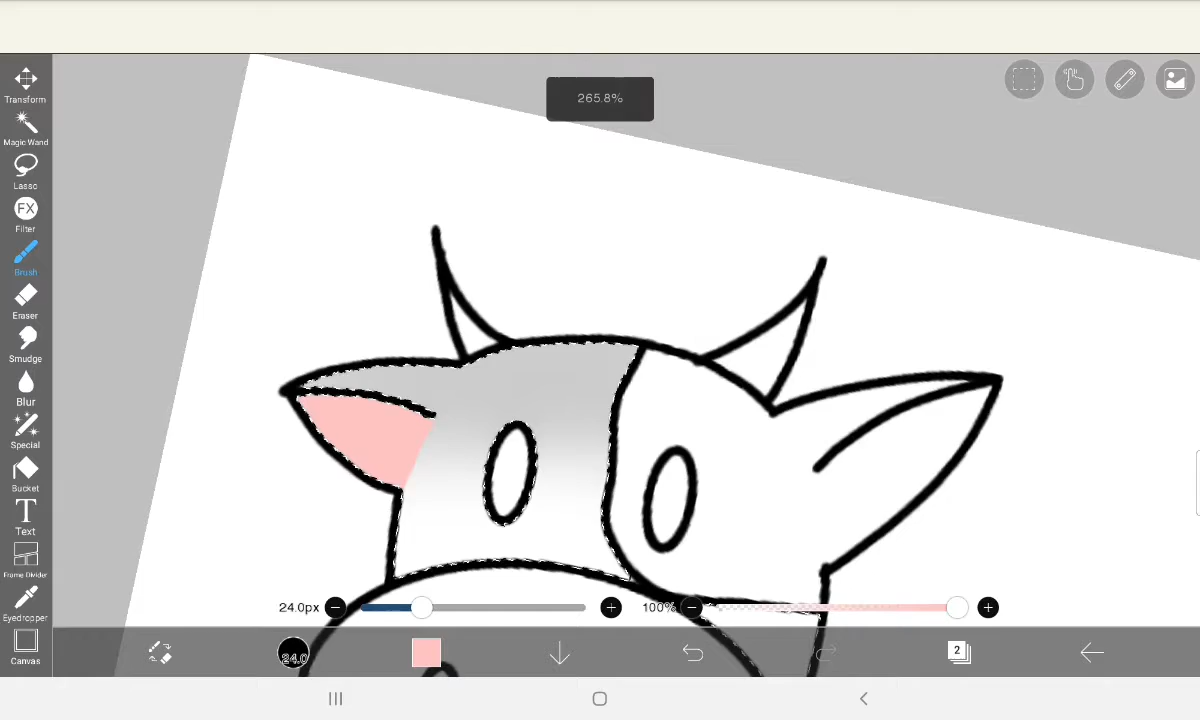 265.8%
Transform
Magic Wand
Lasso
FX
Filter
Brush
Eraser
Smudge
Blur
Special
Bucket
T
Text
Frame Divider
Eyedropper
Canvas
24.0px
100%
24.0
2